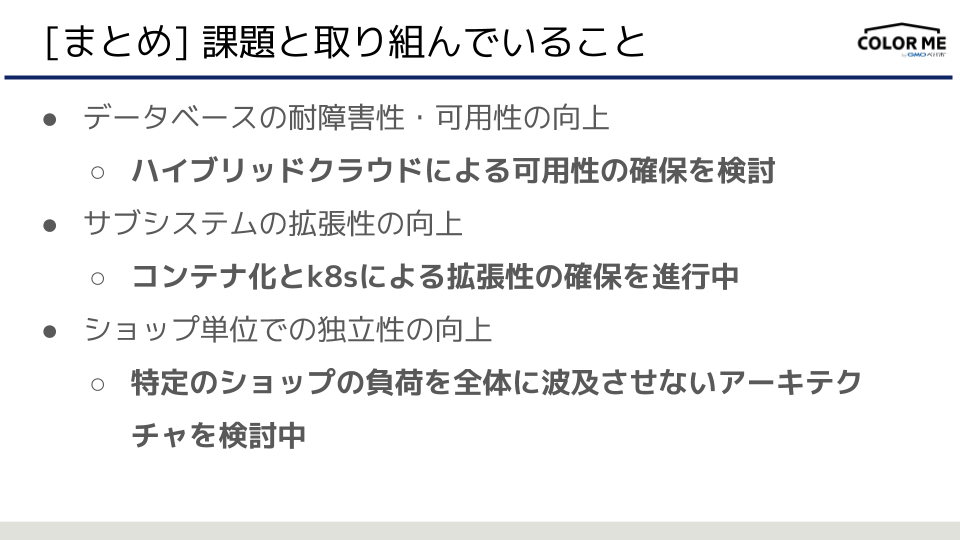 [まとめ] 課題と取り組んでいること
COLOR ME
by GMOペパボ
● データベースの耐障害性・可用性の向上
○ ハイブリッドクラウドによる可用性の確保を検討
● サブシステムの拡張性の向上
○ コンテナ化とk8sによる拡張性の確保を進行中
● ショップ単位での独立性の向上
○ 特定のショップの負荷を全体に波及させないアーキテク
チャを検討中